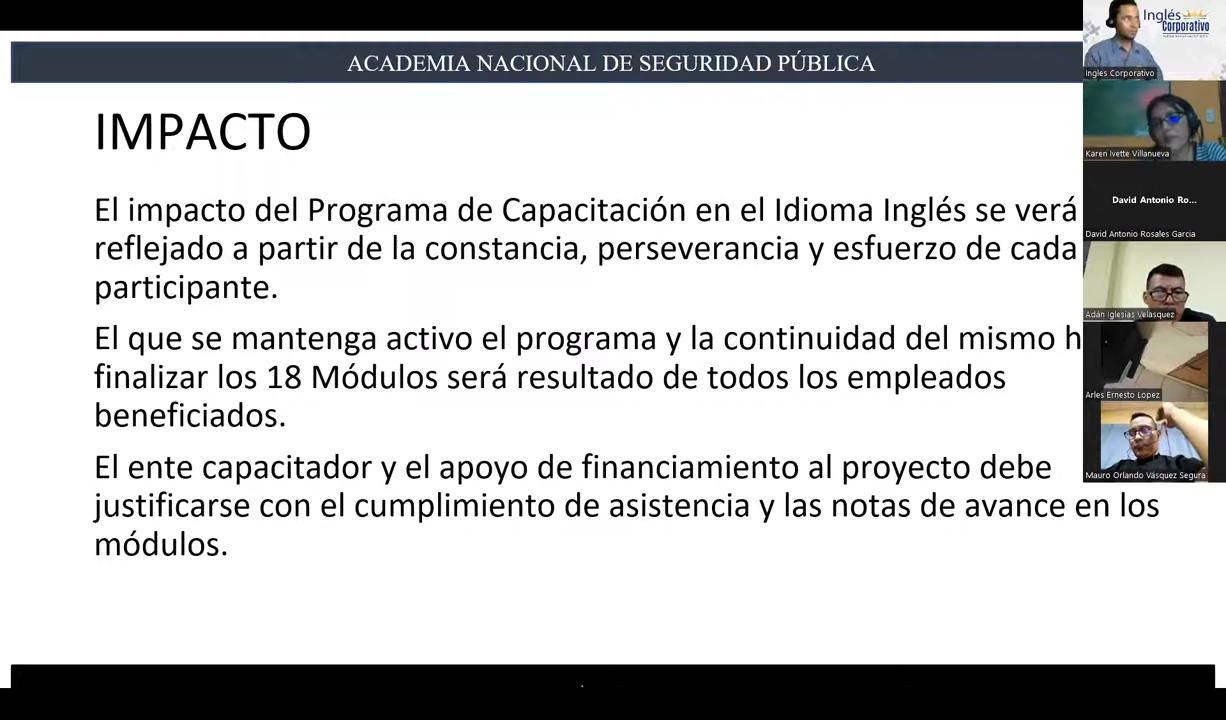 ACADEMIA NACIONAL DE SEGURIDAD PÚBLICA
IMPACTO
El impacto del Programa de Capacitación en el Idioma Inglés se verá
reflejado a partir de la constancia, perseverancia y esfuerzo de cada
participante.
El que se mantenga activo el programa y la continuidad del mismo h
finalizar los 18 Módulos será resultado de todos los empleados
beneficiados.
El ente capacitador y el apoyo de financiamiento al proyecto debe
justificarse con el cumplimiento de asistencia y las notas de avance en los
módulos.
Inglés
Corporativo
Ingles Corporativo
Karen Ivette Villanueva
David Antonio Ro...
David Antonio Rosales Garcia
Adán Iglesias Velasquez
Arles Ernesto Lopez
Mauro Orlando Vásquez Segura